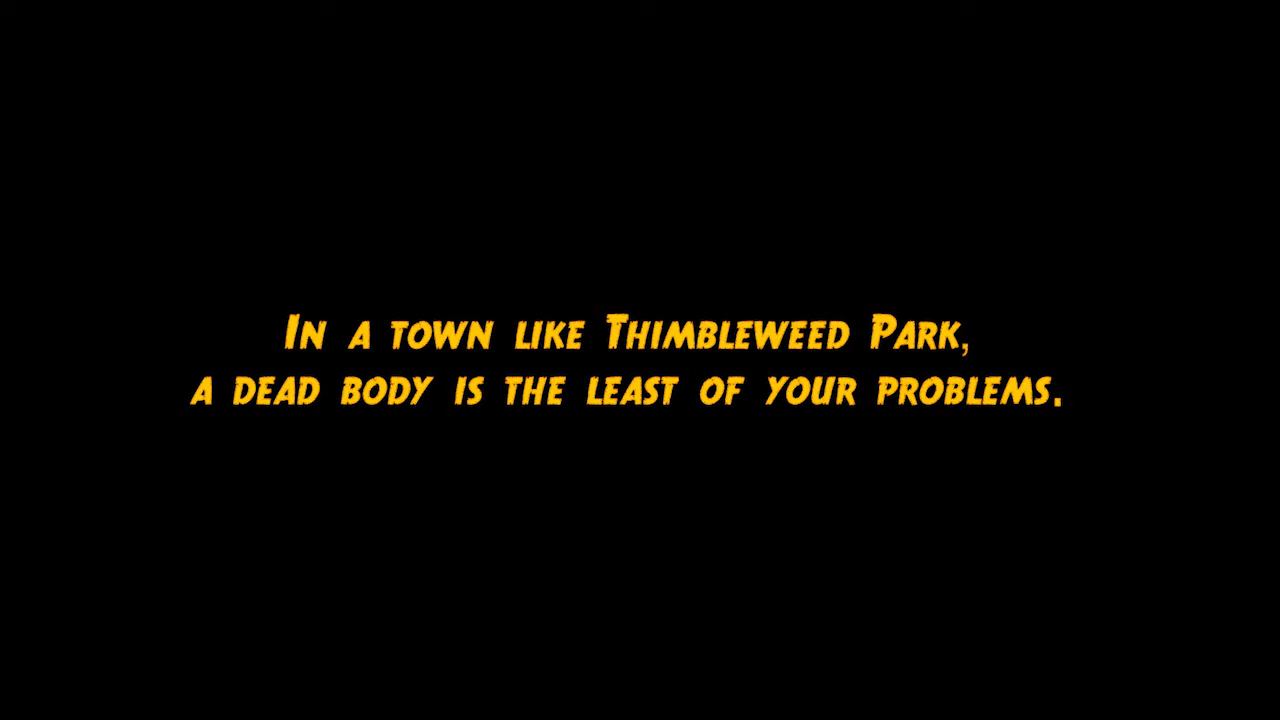 In a town like Thimbleweed Park,
a dead body is the least of your problems.